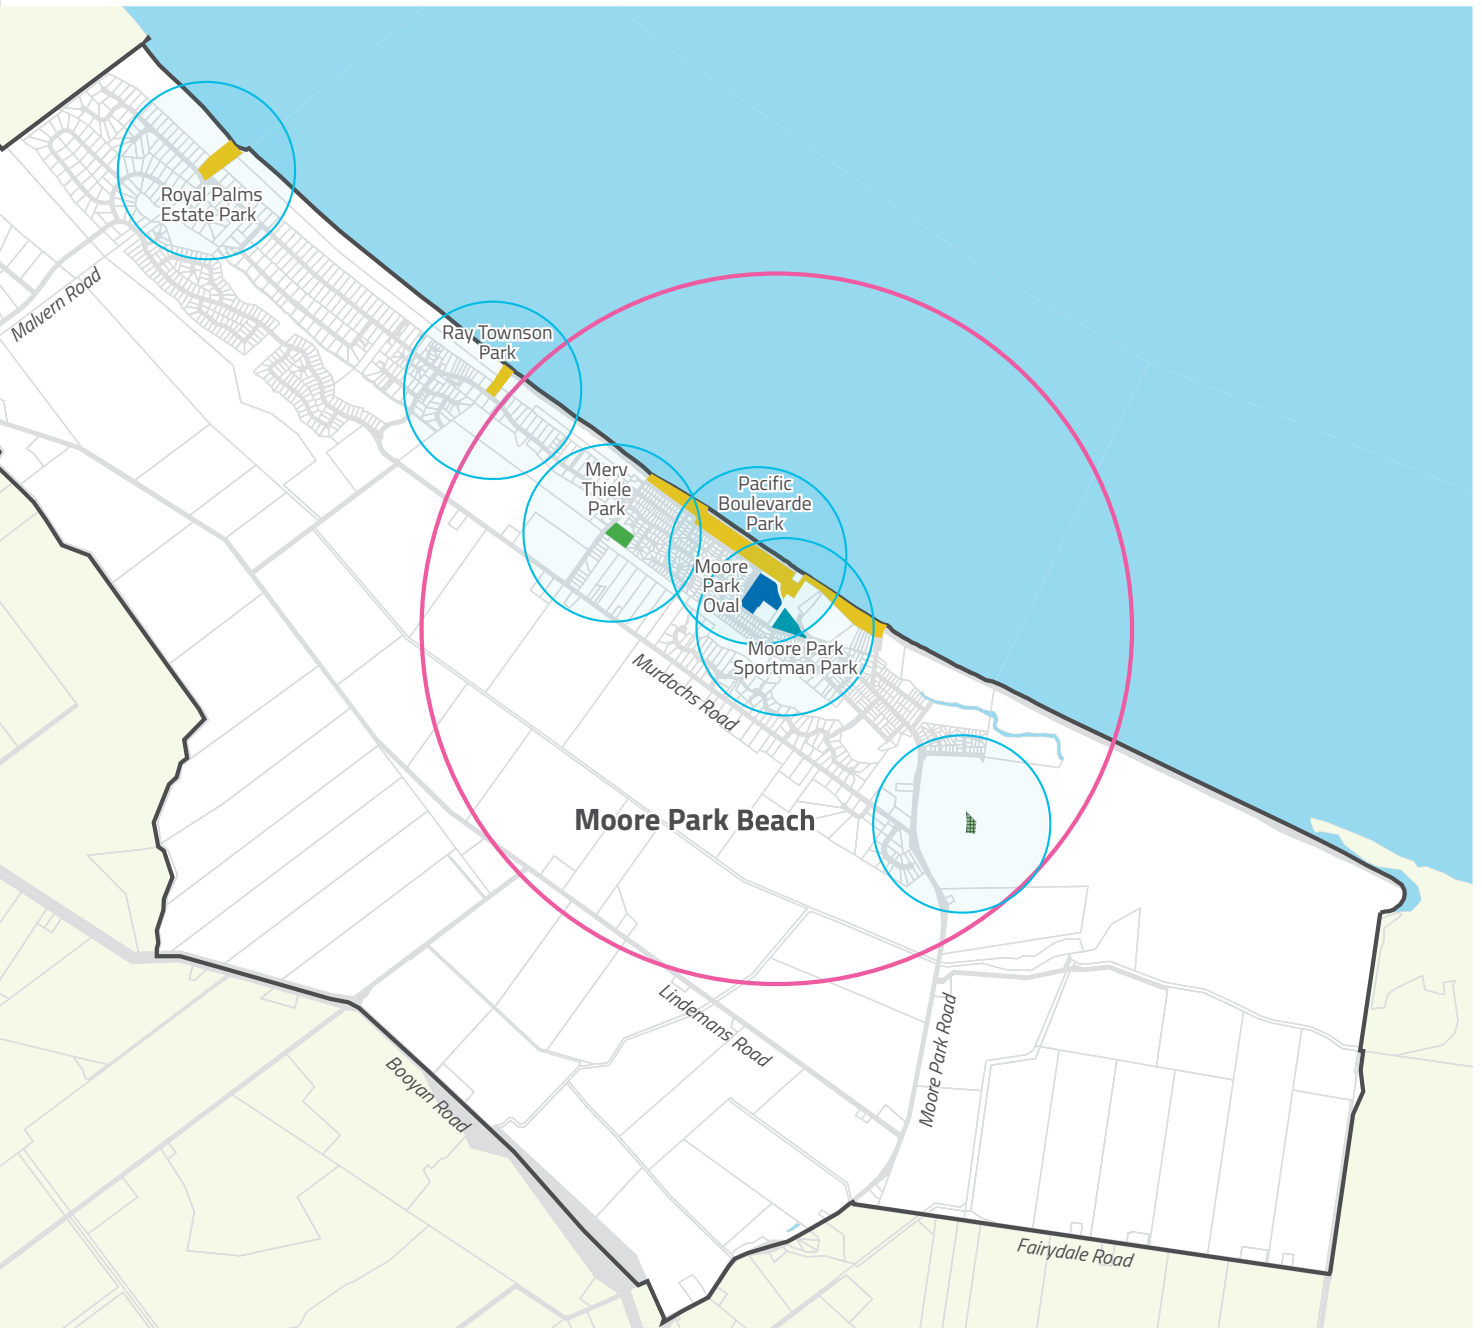 Royal Palms
Estate Park
Malvern Road
Ray Townson
Park
Merv
Thiele
Park
Pacific
Boulevarde
Park
Moore
Park
Oval
Moore Park
Sportman Park
Murdochs Road
Moore Park Beach
Lindemans Road
Moore Park Road
Booyan Road
Fairydale Road